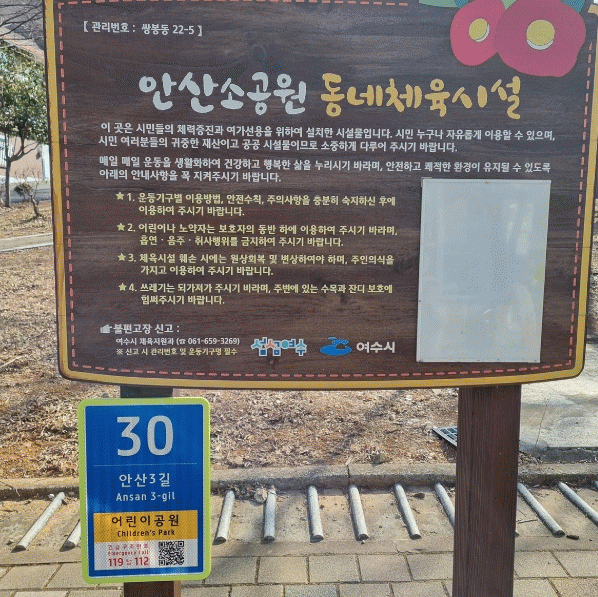 【 관리번호 : 쌍봉동 22-5 】
안산소공원 동네체육시설
이 곳은 시민들의 체력증진과 여가선용을 위하여 설치한 시설물입니다. 시민 누구나 자유롭게 이용할 수 있으며,
시민 여러분들의 귀중한 재산이고 공공 시설물이므로 소중하게 다루어 주시기 바랍니다.
매일 매일 운동을 생활화하여 건강하고 행복한 삶을 누리시기 바라며, 안전하고 쾌적한 환경이 유지될 수 있도록
아래의 안내사항을 꼭 지켜주시기 바랍니다.
★1. 운동기구별 이용방법, 안전수칙, 주의사항을 충분히 숙지하신 후에
이용하여 주시기 바랍니다.
★2. 어린이나 노약자는 보호자의 동반 하에 이용하여 주시기 바라며,
흡연 · 음주 · 취사행위를 금지하여 주시기 바랍니다.
★3. 체육시설 훼손 시에는 원상회복 및 변상하여야 하며, 주인의식을
가지고 이용하여 주시기 바랍니다.
★4. 쓰레기는 되가져가 주시기 바라며, 주변에 있는 수목과 잔디 보호에
힘써주시기 바랍니다.
불편고장 신고 :
여수시 체육지원과 (☎ 061-659-3269)
※ 신고 시 관리번호 및 운동기구명 필수
섬섬여수 여수시
30
안산3길
Ansan 3-gil
어린이공원
Children's Park
Emergency call
119 112